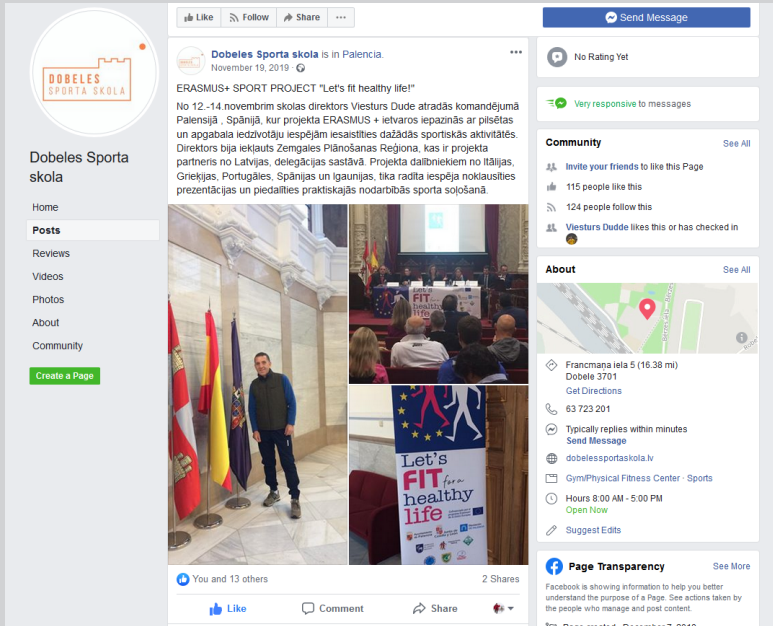 DOBELES
SPORTA SKOLA
Dobeles Sporta
skola
Home
Posts
Reviews
Videos
Photos
About
Community
Create a Page
Like
Follow
Share
Dobeles Sporta skola is in Palencia.
November 19, 2019 ·
ERASMUS+ SPORT PROJECT "Let's fit healthy life!"
No 12.-14.novembrim skolas direktors Viesturs Dude atradās komandējumā
Palensijā , Spānijā, kur projekta ERASMUS + ietvaros iepazinās ar pilsētas
un apgabala iedzīvotāju iespējām iesaistīties dažādās sportiskās aktivitātēs.
Direktors bija iekļauts Zemgales Plānošanas Reģiona, kas ir projekta
partneris no Latvijas, delegācijas sastāvā. Projekta dalībniekiem no Itālijas,
Grieķijas, Portugāles, Spānijas un Igaunijas, tika radīta iespēja noklausīties
prezentācijas un piedalīties praktiskajās nodarbībās sporta soļošanā.
Let's
FIT for a
healthy
life
Let's
FIT for a
healthy
life
You and 13 others
2 Shares
Like
Comment
Share
Send Message
No Rating Yet
Very responsive to messages
Community
See All
Invite your friends to like this Page
115 people like this
124 people follow this
Viesturs Dudde likes this or has checked in
About
See All
Francmaņa iela 5 (16.38 mi)
Dobele 3701
Get Directions
63 723 201
Typically replies within minutes
Send Message
dobelessportaskola.lv
Gym/Physical Fitness Center · Sports
Hours 8:00 AM - 5:00 PM
Open Now
Suggest Edits
Page Transparency
See More
Facebook is showing information to help you better
understand the purpose of a Page. See actions taken by
the people who manage and post content.